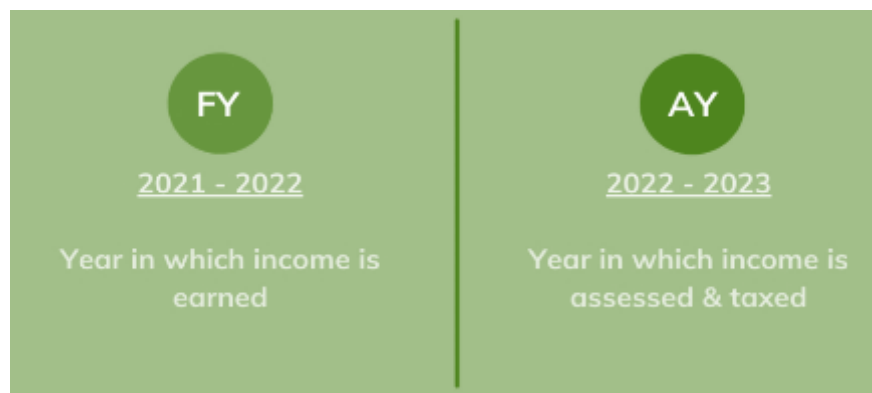 FY
2021 - 2022
Year in which income is
earned
AY
2022 - 2023
Year in which income is
assessed & taxed